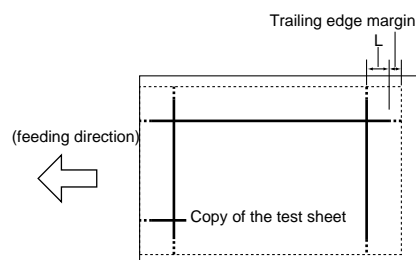 Trailing edge margin
L
(feeding direction)
Copy of the test sheet